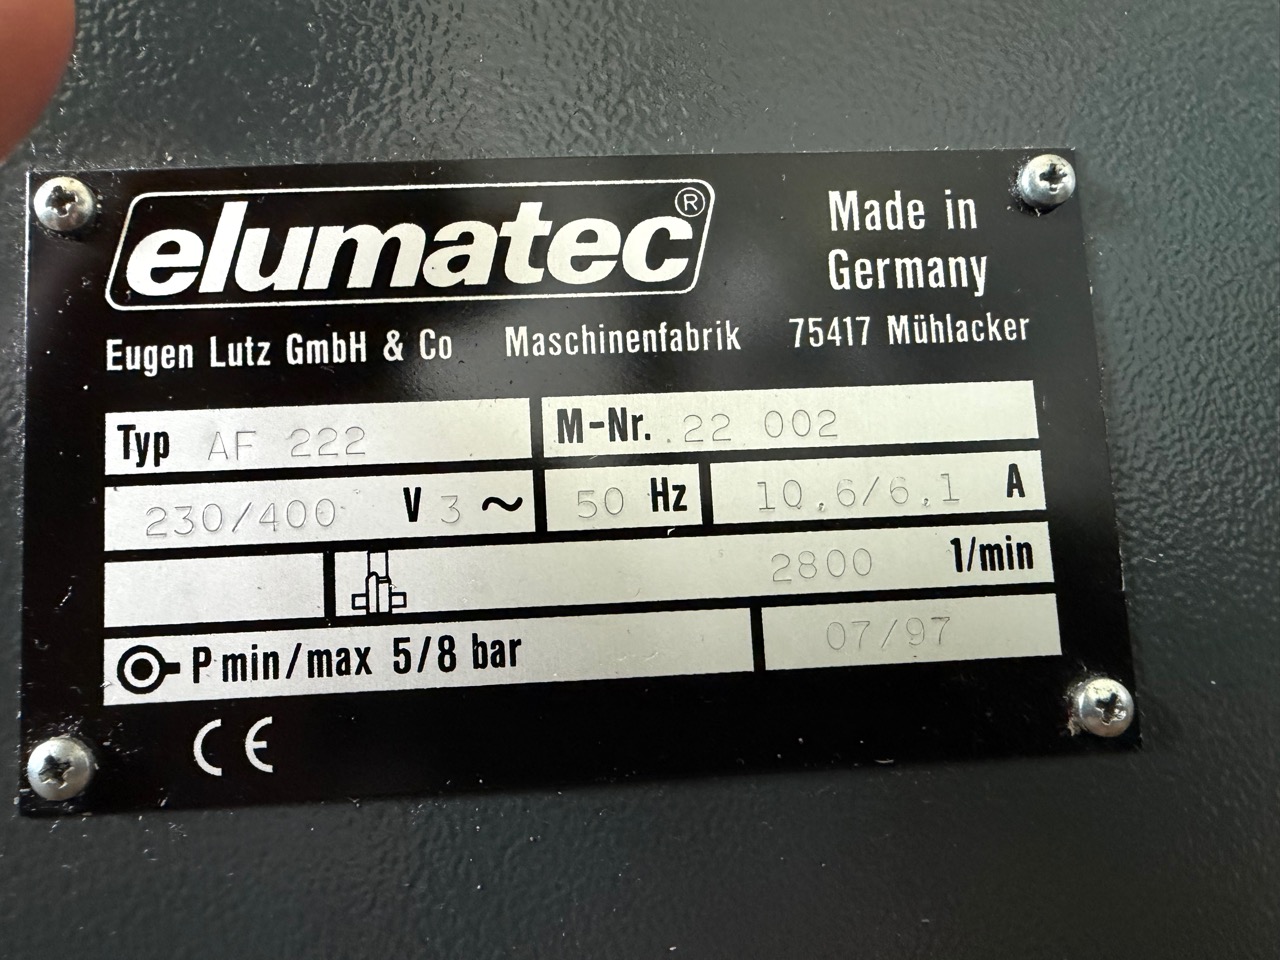 elumatec®
Made in
Germany
Eugen Lutz GmbH & Co Maschinenfabrik 75417 Mühlacker
Typ AF 222 M-Nr. 22 002
230/400 V 3 ~ 50 Hz 10,6/6,1 A
2800 1/min
P min/max 5/8 bar 07/97
CE